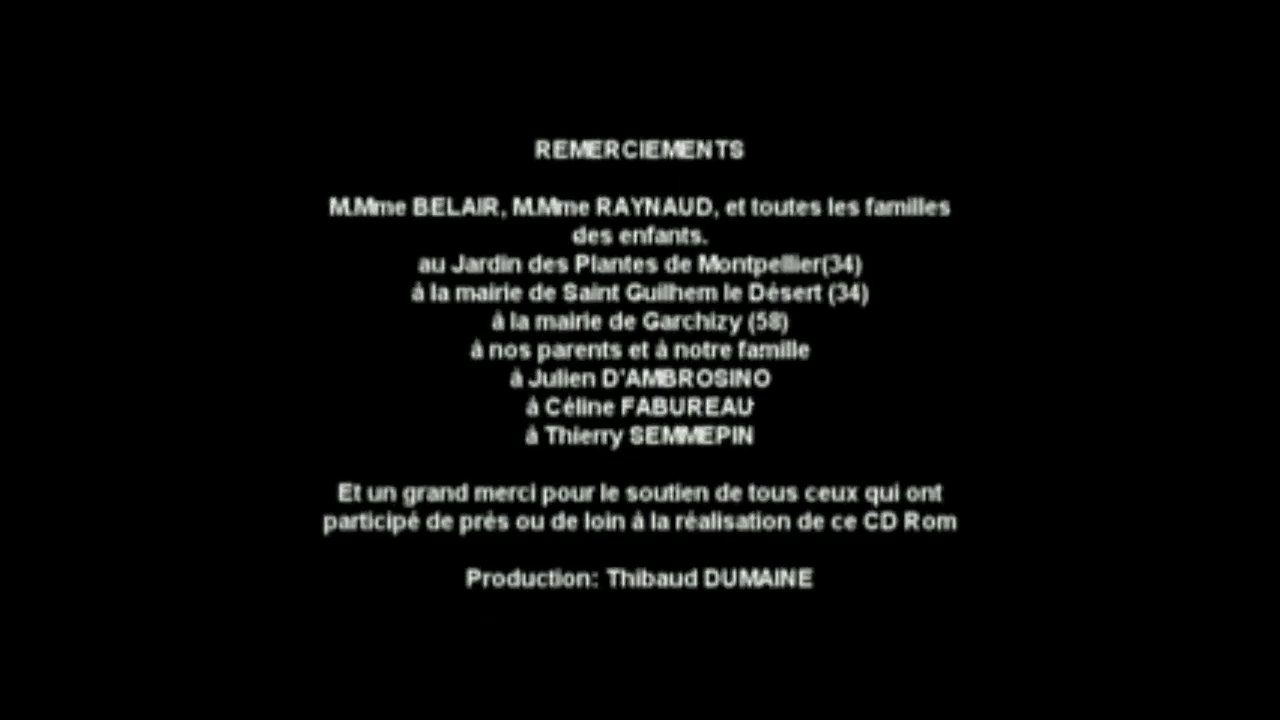 REMERCIEMENTS
M.Mme BELAIR, M.Mme RAYNAUD, et toutes les familles
des enfants.
au Jardin des Plantes de Montpellier(34)
à la mairie de Saint Guilhem le Désert (34)
à la mairie de Garchizy (58)
à nos parents et à notre famille
à Julien D'AMBROSINO
à Céline FABUREAU
à Thierry SEMMEPIN
Et un grand merci pour le soutien de tous ceux qui ont
participé de près ou de loin à la réalisation de ce CD Rom
Production: Thibaud DUMAINE